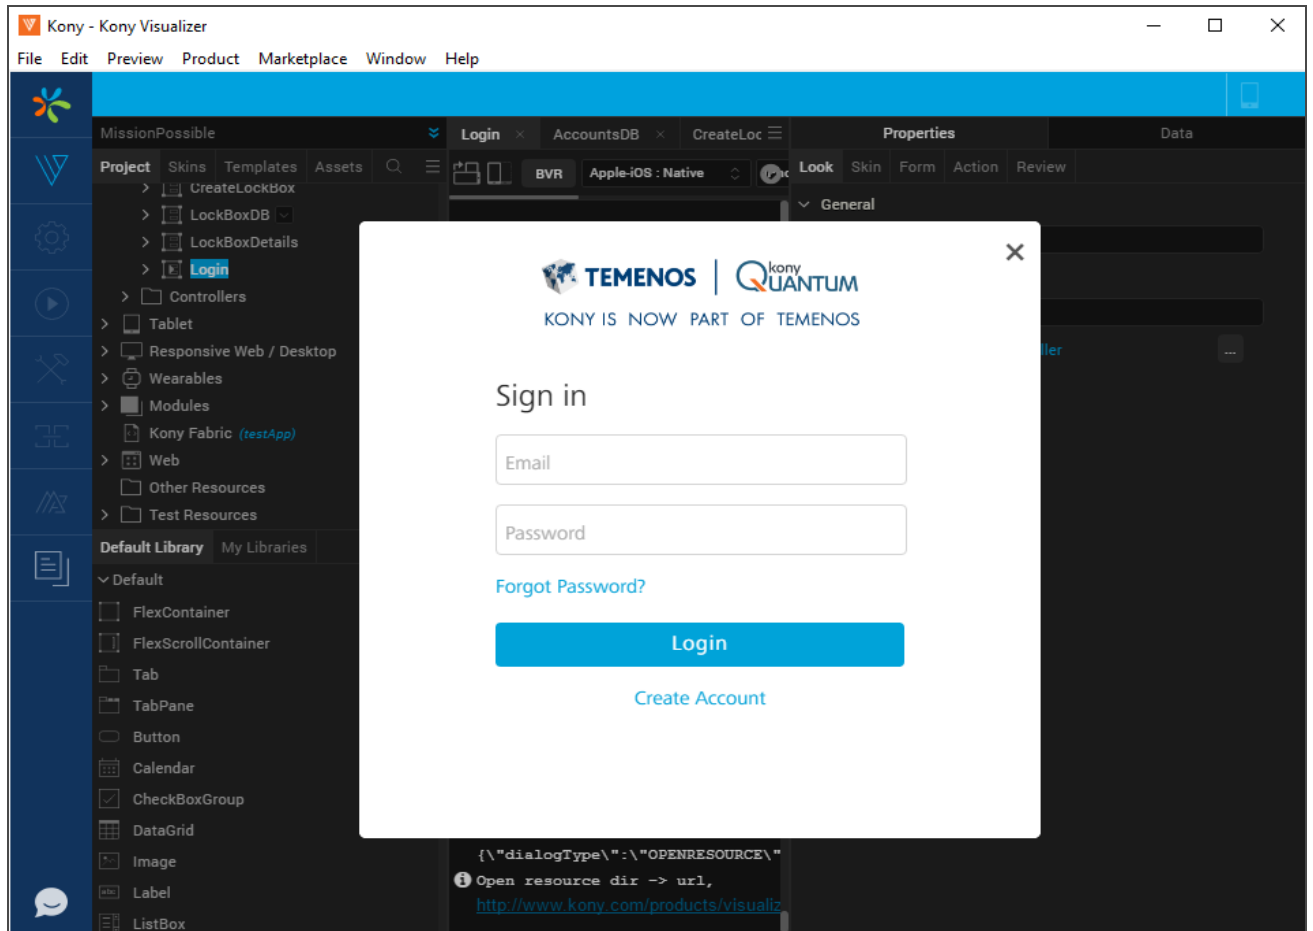 Kony - Kony Visualizer
File Edit Preview Product Marketplace Window Help
MissionPossible
Project Skins Templates Assets
CreateLockBox
LockBoxDB
LockBoxDetails
Login
Controllers
Tablet
Responsive Web / Desktop
Wearables
Modules
Kony Fabric (testApp)
Web
Other Resources
Test Resources
Default Library My Libraries
Default
FlexContainer
FlexScrollContainer
Tab
TabPane
Button
Calendar
CheckBoxGroup
DataGrid
Image
Label
ListBox
Login AccountsDB CreateLoc
BVR Apple-iOS : Native
Properties Data
Look Skin Form Action Review
General
ller
...
TEMENOS | kony QUANTUM
KONY IS NOW PART OF TEMENOS
Sign in
Email
Password
Forgot Password?
Login
Create Account
{\"dialogType\":\"OPENRESOURCE\"
Open resource dir -> url,
http://www.kony.com/products/visualiz